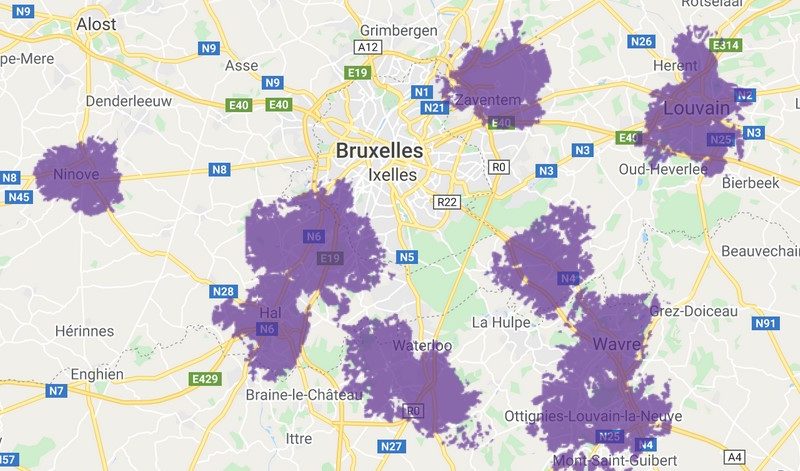 N9
Alost
Rotselaar
Grimbergen
A12
N26
E314
N9
pe-Mere
Asse
Herent
E19
N9
N1
N2
Denderleeuw
Zaventem
E40
E40
N21
Louvain
E40
E40
N3
N25
Bruxelles
N3
R0
N8
Ixelles
N3
Oud-Heverlee
N8
Ninove
Bierbeek
N45
R22
N6
Beauvechain
N5
E19
N4
N28
Hal
Grez-Doiceau
La Hulpe
N91
Hérinnes
N6
Waterloo
Wavre
Enghien
E429
N7
Braine-le-Château
R0
Ottignies-Louvain-la-Neuve
Ittre
N25
N27
N4
A4
N57
Mont-Saint-Guibert